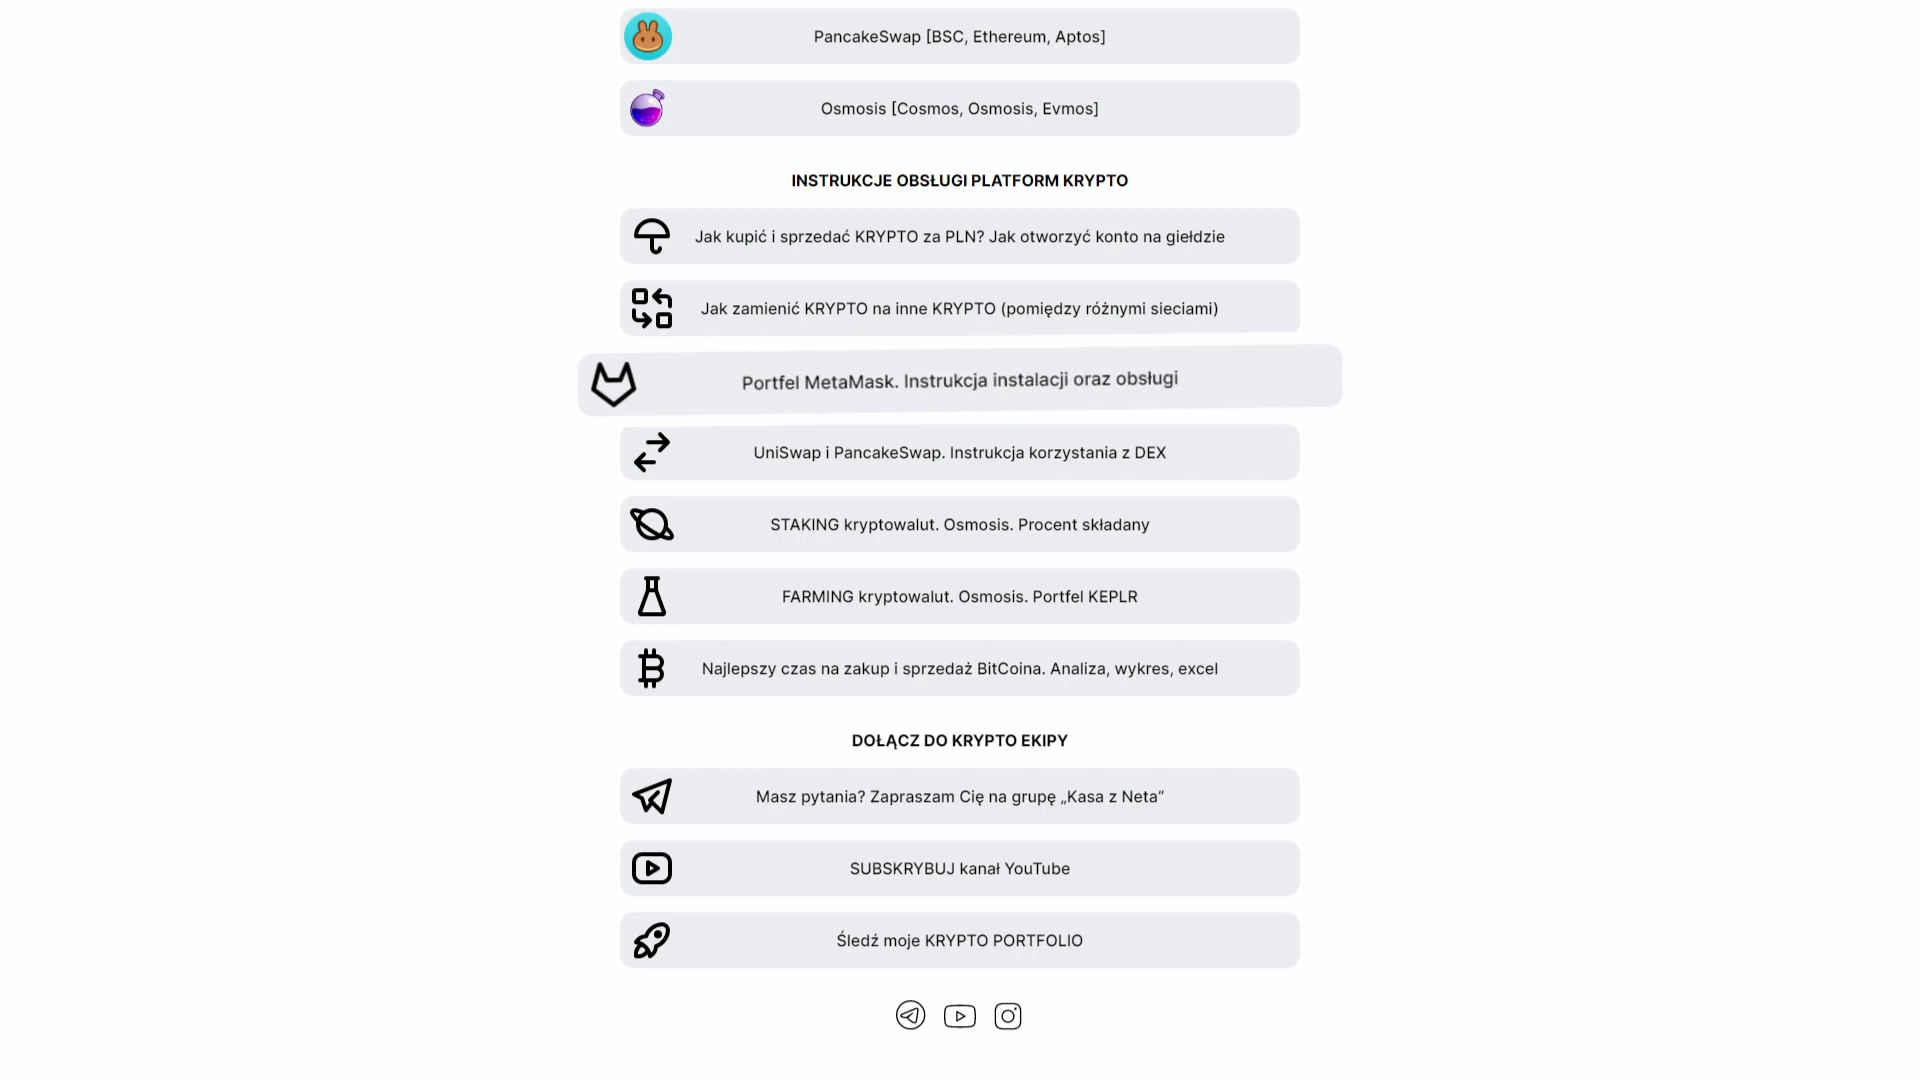 PancakeSwap [BSC, Ethereum, Aptos]
Osmosis [Cosmos, Osmosis, Evmos]
INSTRUKCJE OBSŁUGI PLATFORM KRYPTO
Jak kupić i sprzedać KRYPTO za PLN? Jak otworzyć konto na giełdzie
Jak zamienić KRYPTO na inne KRYPTO (pomiędzy różnymi sieciami)
Portfel MetaMask. Instrukcja instalacji oraz obsługi
UniSwap i PancakeSwap. Instrukcja korzystania z DEX
STAKING kryptowalut. Osmosis. Procent składany
FARMING kryptowalut. Osmosis. Portfel KEPLR
Najlepszy czas na zakup i sprzedaż BitCoina. Analiza, wykres, excel
DOŁĄCZ DO KRYPTO EKIPY
Masz pytania? Zapraszam Cię na grupę „Kasa z Neta”
SUBSKRYBUJ kanał YouTube
Śledź moje KRYPTO PORTFOLIO